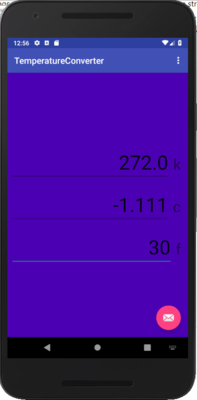 12:56
TemperatureConverter
272.0 k
-1.111 c
30 f